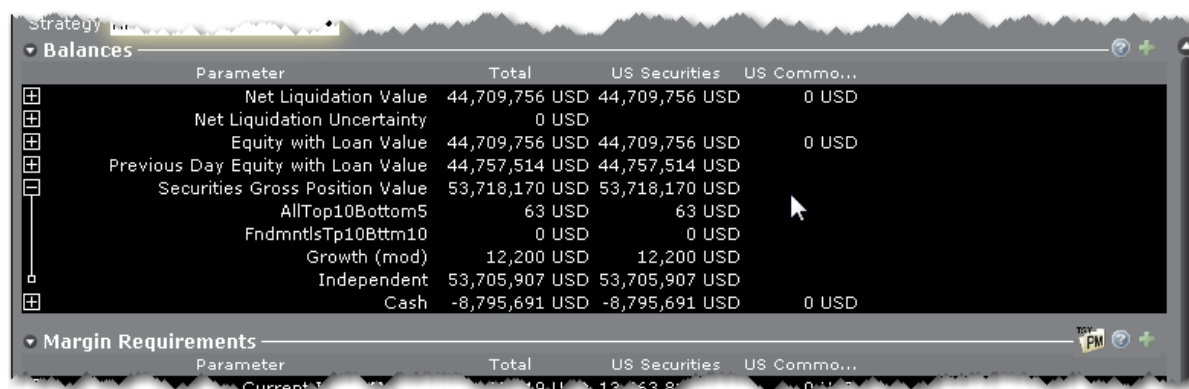 Strategy
Balances
Parameter Total US Securities US Commo...
Net Liquidation Value 44,709,756 USD 44,709,756 USD 0 USD
Net Liquidation Uncertainty 0 USD
Equity with Loan Value 44,709,756 USD 44,709,756 USD 0 USD
Previous Day Equity with Loan Value 44,757,514 USD 44,757,514 USD
Securities Gross Position Value 53,718,170 USD 53,718,170 USD
AllTop10Bottom5 63 USD 63 USD
FndmntlsTp10Bttm10 0 USD 0 USD
Growth (mod) 12,200 USD 12,200 USD
Independent 53,705,907 USD 53,705,907 USD
Cash -8,795,691 USD -8,795,691 USD 0 USD
Margin Requirements TSY PM
Parameter Total US Securities US Commo...
Current